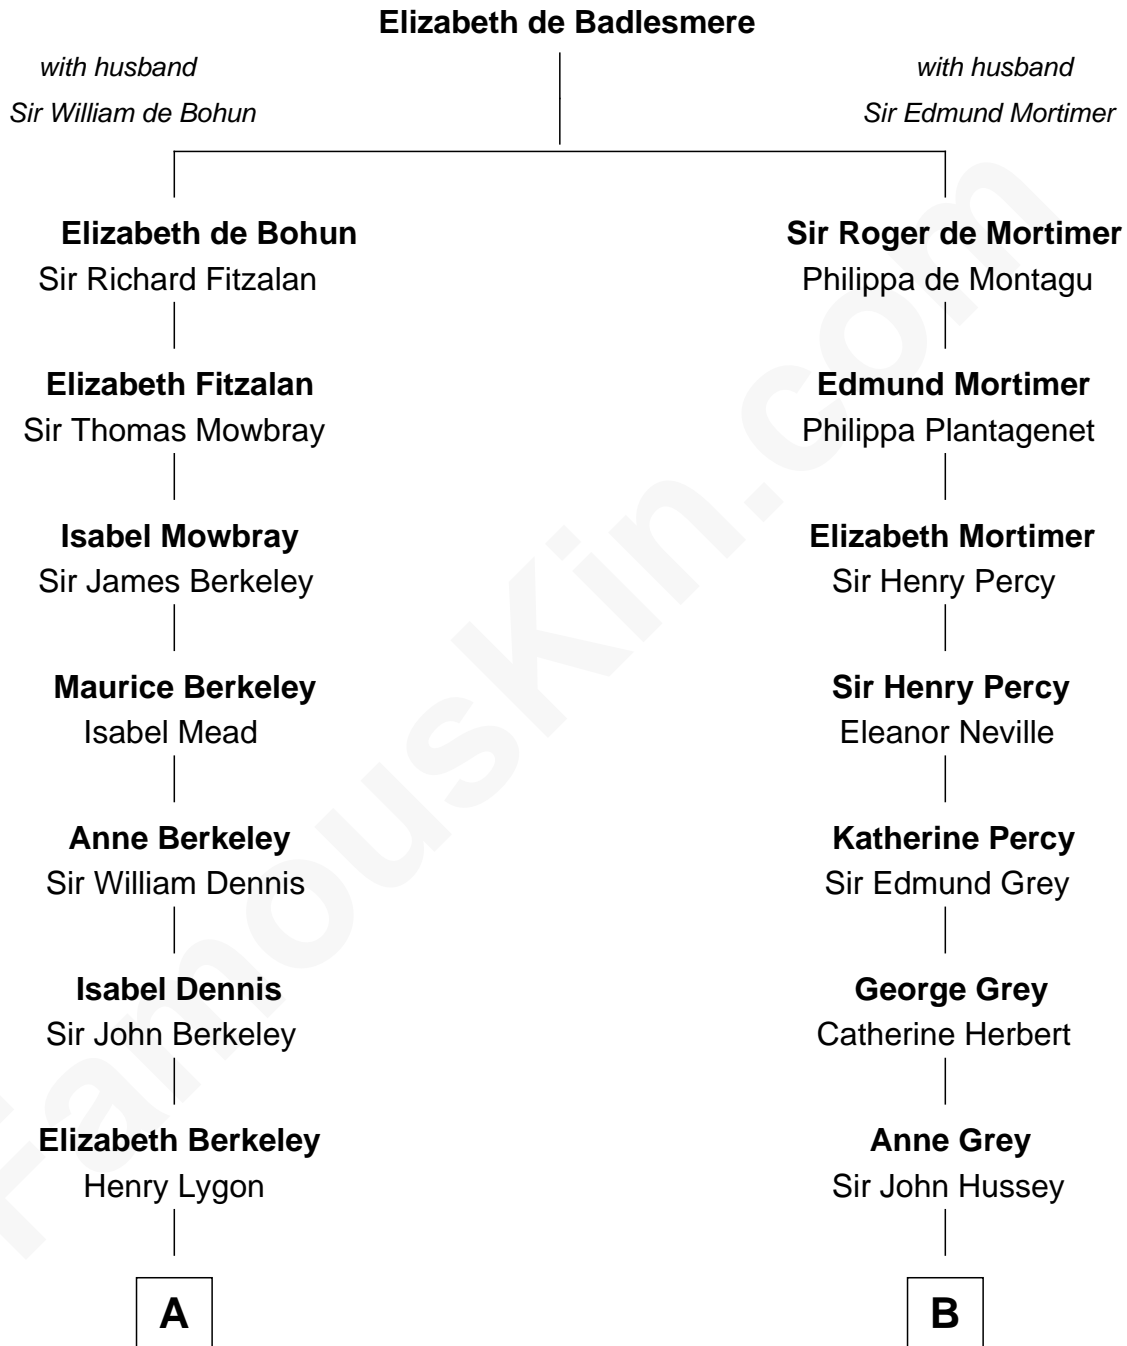 Elizabeth de Badlesmere
with husband
Sir William de Bohun
with husband
Sir Edmund Mortimer
Elizabeth de Bohun
Sir Richard Fitzalan
Sir Roger de Mortimer
Philippa de Montagu
Elizabeth Fitzalan
Sir Thomas Mowbray
Edmund Mortimer
Philippa Plantagenet
Isabel Mowbray
Sir James Berkeley
Elizabeth Mortimer
Sir Henry Percy
Maurice Berkeley
Isabel Mead
Sir Henry Percy
Eleanor Neville
Anne Berkeley
Sir William Dennis
Katherine Percy
Sir Edmund Grey
Isabel Dennis
Sir John Berkeley
George Grey
Catherine Herbert
Elizabeth Berkeley
Henry Lygon
Anne Grey
Sir John Hussey
A
B
FamousKin.com